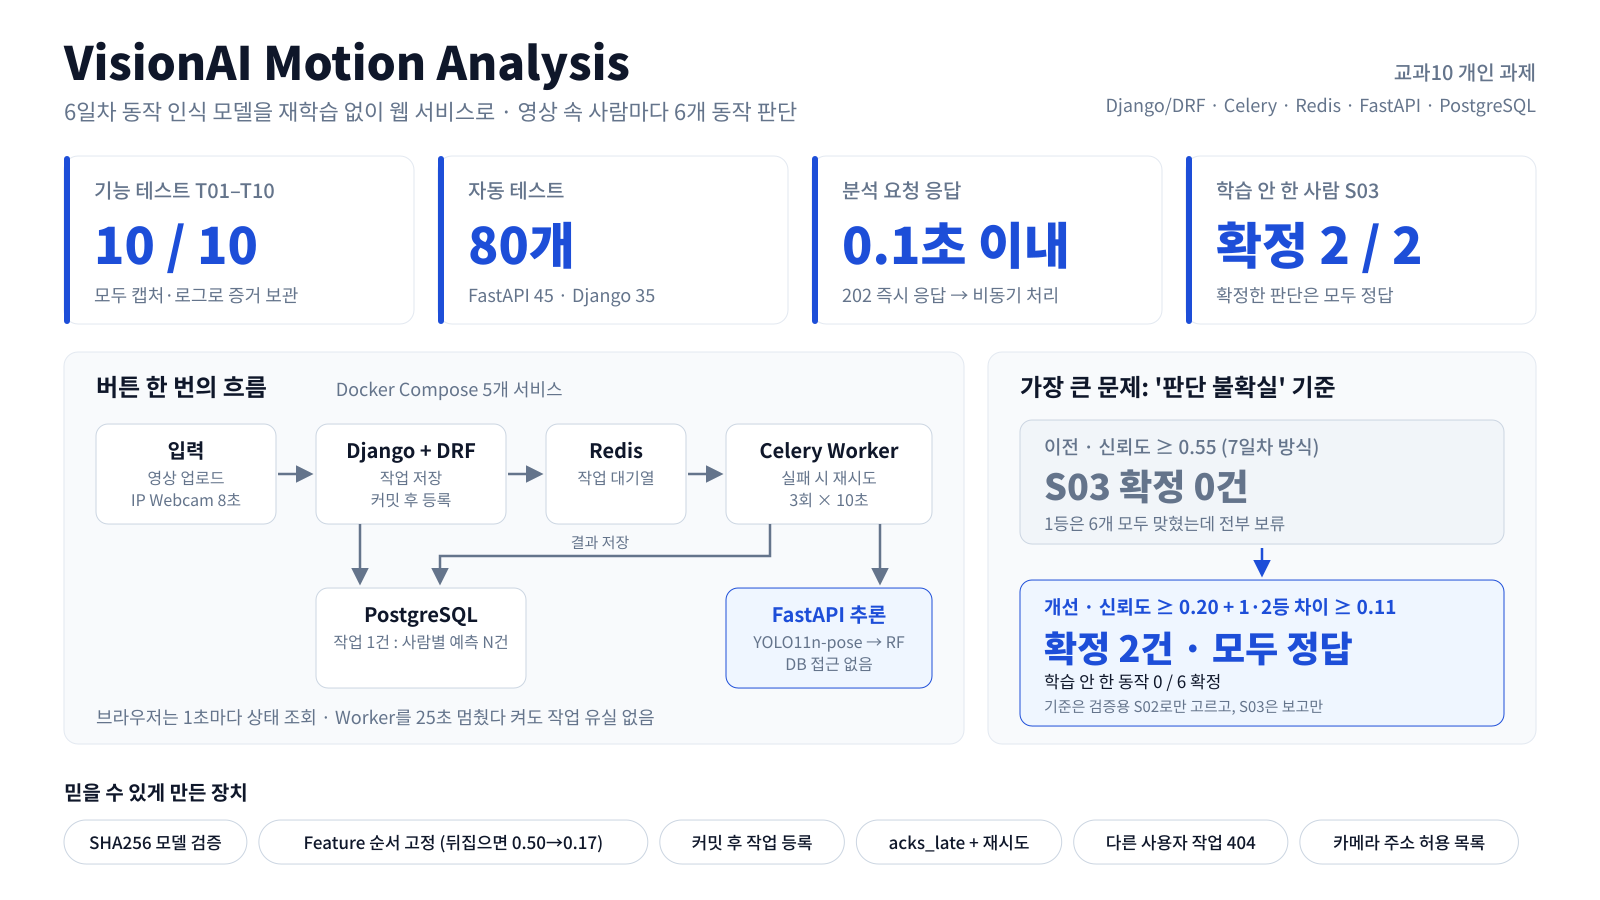 VisionAI Motion Analysis
6일차 동작 인식 모델을 재학습 없이 웹 서비스로 · 영상 속 사람마다 6개 동작 판단
교과10 개인 과제
Django/DRF · Celery · Redis · FastAPI · PostgreSQL
기능 테스트 T01–T10
10 / 10
모두 캡처·로그로 증거 보관
자동 테스트
80개
FastAPI 45 · Django 35
분석 요청 응답
0.1초 이내
202 즉시 응답 → 비동기 처리
학습 안 한 사람 S03
확정 2 / 2
확정한 판단은 모두 정답
버튼 한 번의 흐름
Docker Compose 5개 서비스
입력
영상 업로드
IP Webcam 8초
Django + DRF
작업 저장
커밋 후 등록
Redis
작업 대기열
Celery Worker
실패 시 재시도
3회 × 10초
결과 저장
PostgreSQL
작업 1건 : 사람별 예측 N건
FastAPI 추론
YOLO11n-pose → RF
DB 접근 없음
브라우저는 1초마다 상태 조회 · Worker를 25초 멈췄다 켜도 작업 유실 없음
가장 큰 문제: '판단 불확실' 기준
이전 · 신뢰도 ≥ 0.55 (7일차 방식)
S03 확정 0건
1등은 6개 모두 맞혔는데 전부 보류
개선 · 신뢰도 ≥ 0.20 + 1·2등 차이 ≥ 0.11
확정 2건 · 모두 정답
학습 안 한 동작 0 / 6 확정
기준은 검증용 S02로만 고르고, S03은 보고만
믿을 수 있게 만든 장치
SHA256 모델 검증
Feature 순서 고정 (뒤집으면 0.50→0.17)
커밋 후 작업 등록
acks_late + 재시도
다른 사용자 작업 404
카메라 주소 허용 목록